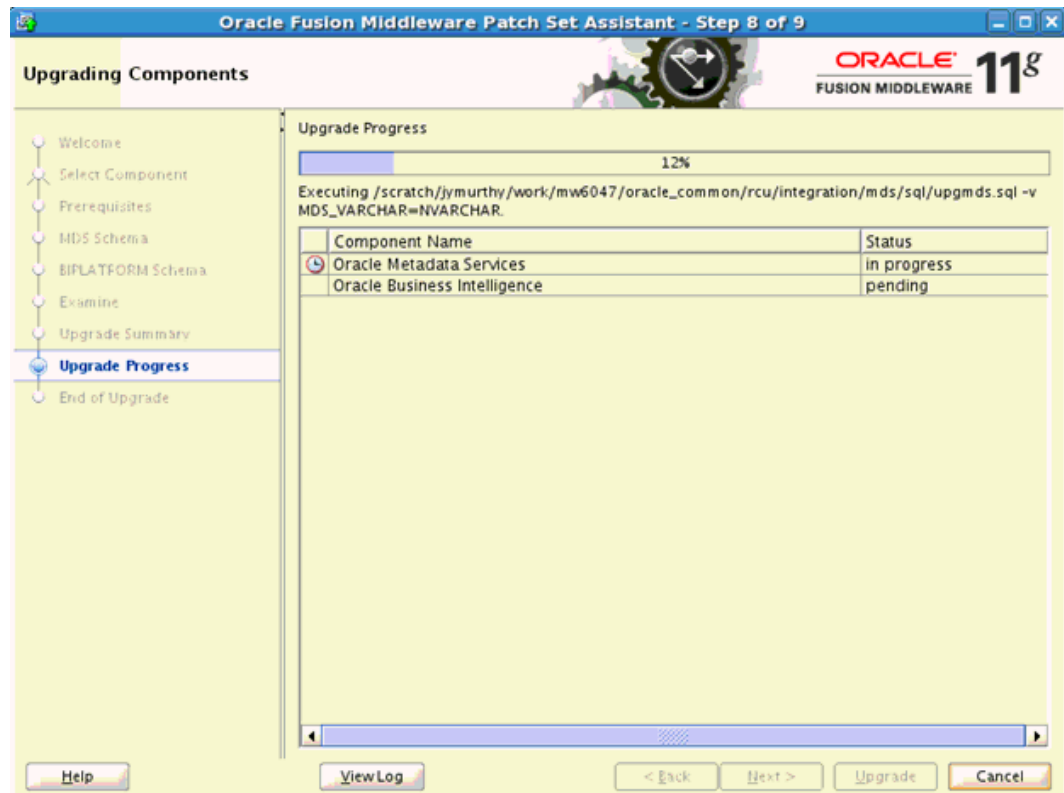 Oracle Fusion Middleware Patch Set Assistant - Step 8 of 9
Upgrading Components
ORACLE
FUSION MIDDLEWARE 11g
Welcome
Select Component
Prerequisites
MDS Schema
BIPLATFORM Schema
Examine
Upgrade Summary
Upgrade Progress
End of Upgrade
Upgrade Progress
12%
Executing /scratch/jymurthy/work/mw6047/oracle_common/rcu/integration/mds/sql/upgmds.sql -v
MDS_VARCHAR=NVARCHAR.
Component Name Status
Oracle Metadata Services in progress
Oracle Business Intelligence pending
Help View Log < Back Next > Upgrade Cancel